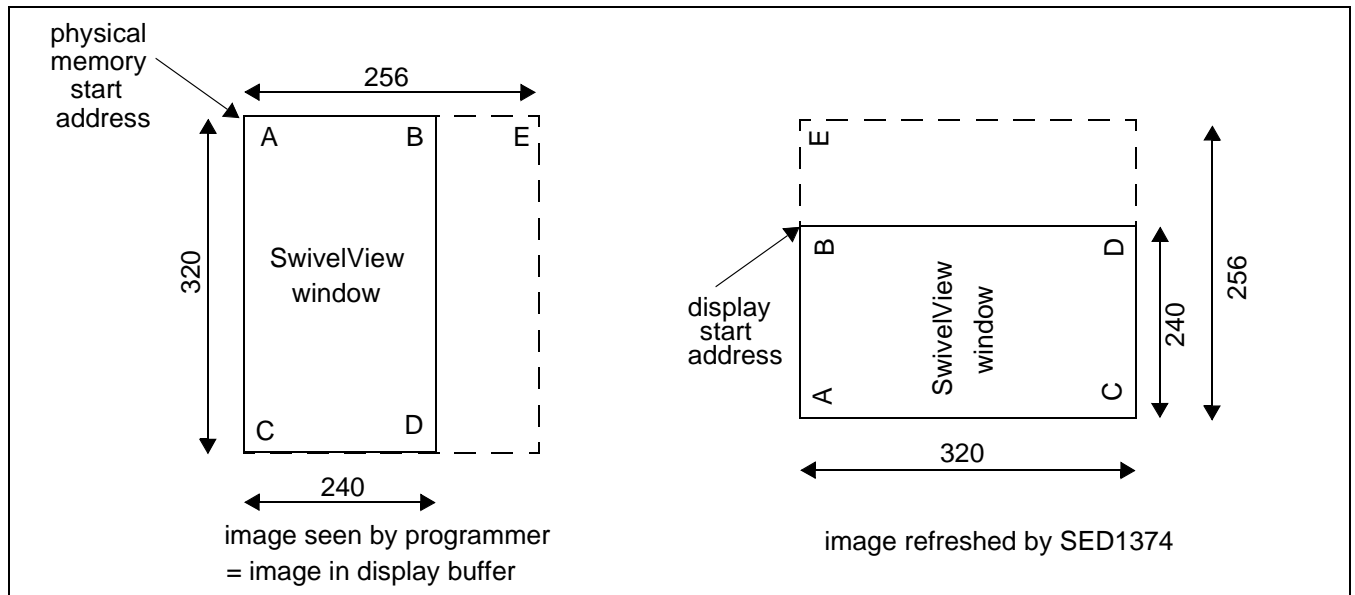 physical
memory
start
address
256
A B E
320
SwivelView
window
C D
240
image seen by programmer
= image in display buffer
E
B D
display
start
address
SwivelView
window
A C
240
256
320
image refreshed by SED1374